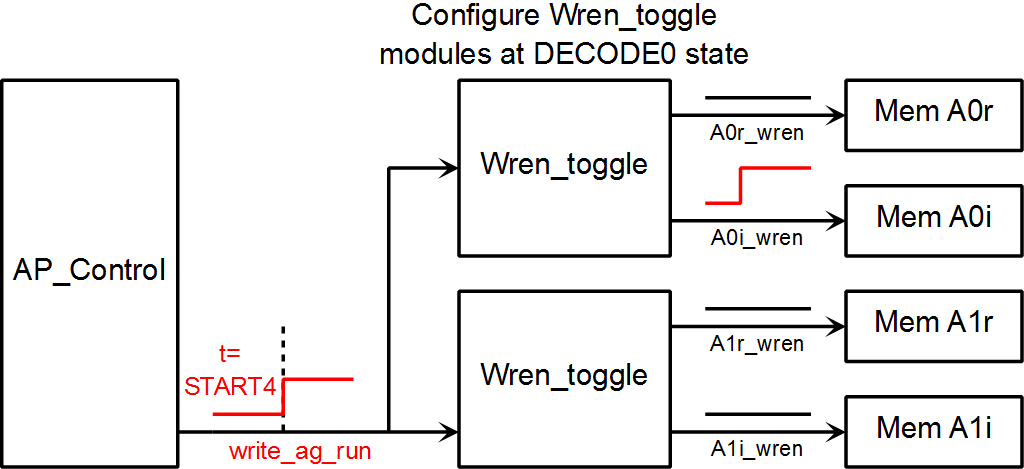 Configure Wren_toggle
modules at DECODE0 state
AP_Control
t=
START4
write_ag_run
Wren_toggle
A0r_wren
Mem A0r
A0i_wren
Mem A0i
Wren_toggle
A1r_wren
Mem A1r
A1i_wren
Mem A1i